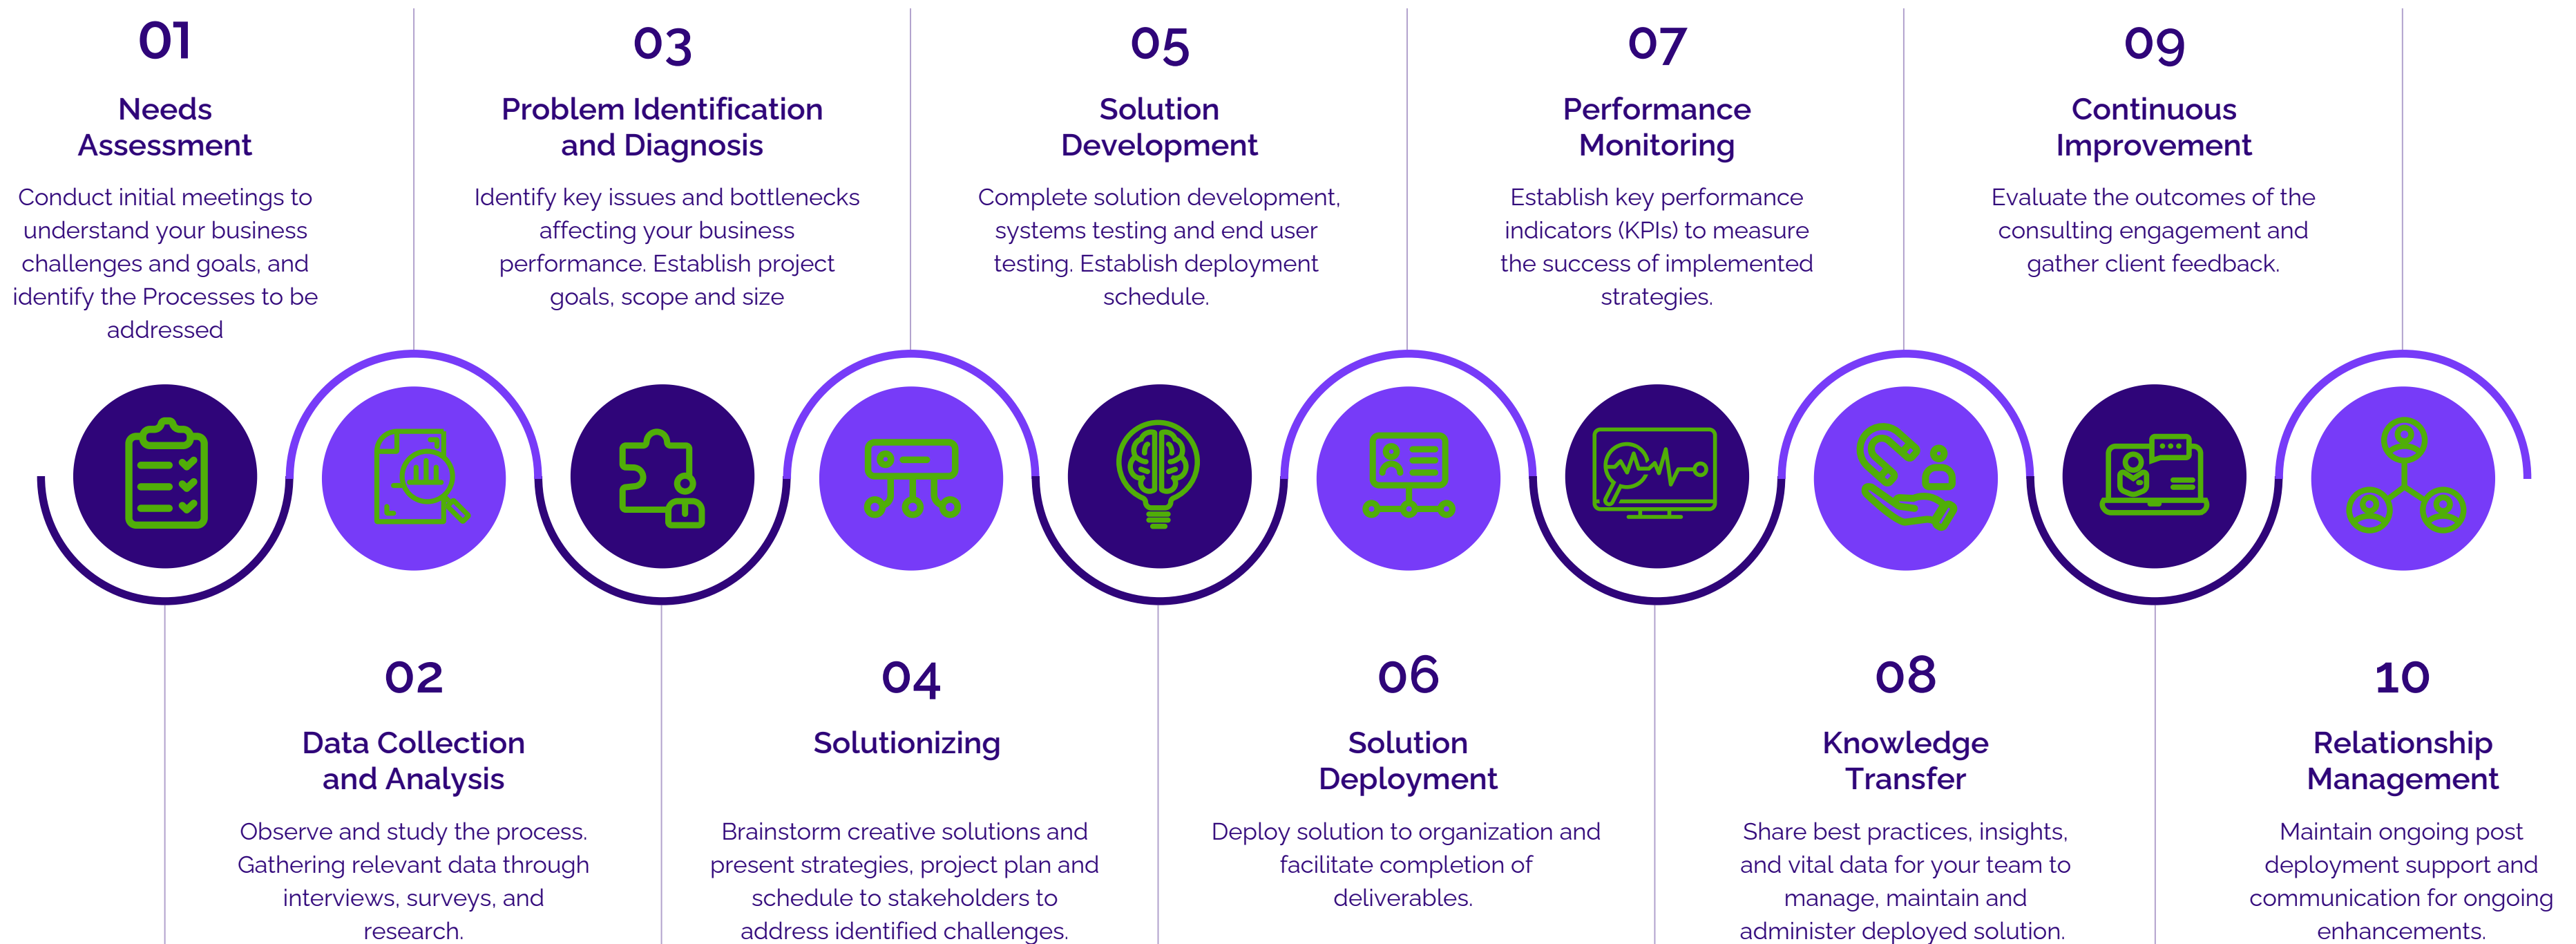 01
Needs
Assessment
Conduct initial meetings to
understand your business
challenges and goals, and
identify the Processes to be
addressed
02
Data Collection
and Analysis
Observe and study the process.
Gathering relevant data through
interviews, surveys, and
research.
03
Problem Identification
and Diagnosis
Identify key issues and bottlenecks
affecting your business
performance. Establish project
goals, scope and size
04
Solutionizing
Brainstorm creative solutions and
present strategies, project plan and
schedule to stakeholders to
address identified challenges.
05
Solution
Development
Complete solution development,
systems testing and end user
testing. Establish deployment
schedule.
06
Solution
Deployment
Deploy solution to organization and
facilitate completion of
deliverables.
07
Performance
Monitoring
Establish key performance
indicators (KPIs) to measure
the success of implemented
strategies.
08
Knowledge
Transfer
Share best practices, insights,
and vital data for your team to
manage, maintain and
administer deployed solution.
09
Continuous
Improvement
Evaluate the outcomes of the
consulting engagement and
gather client feedback.
10
Relationship
Management
Maintain ongoing post
deployment support and
communication for ongoing
enhancements.